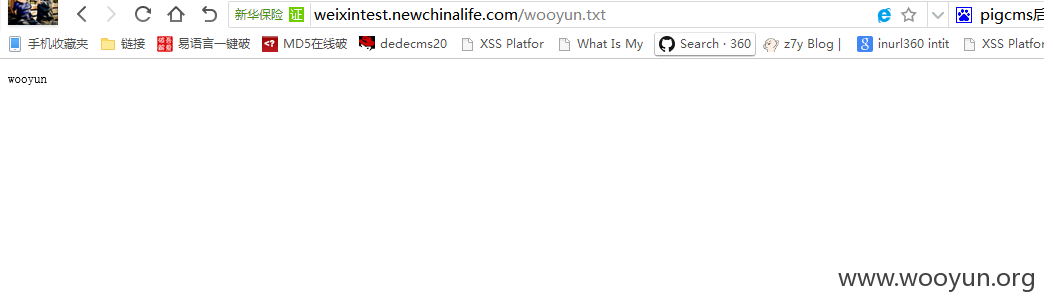 新华保险 证 weixintest.newchinalife.com/wooyun.txt pigcms后
手机收藏夹 链接 易语言一键破 MD5在线破 dedecms20 XSS Platfor What Is My Search · 360 z7y Blog | inurl360 intit XSS Platfor
wooyun
www.wooyun.org